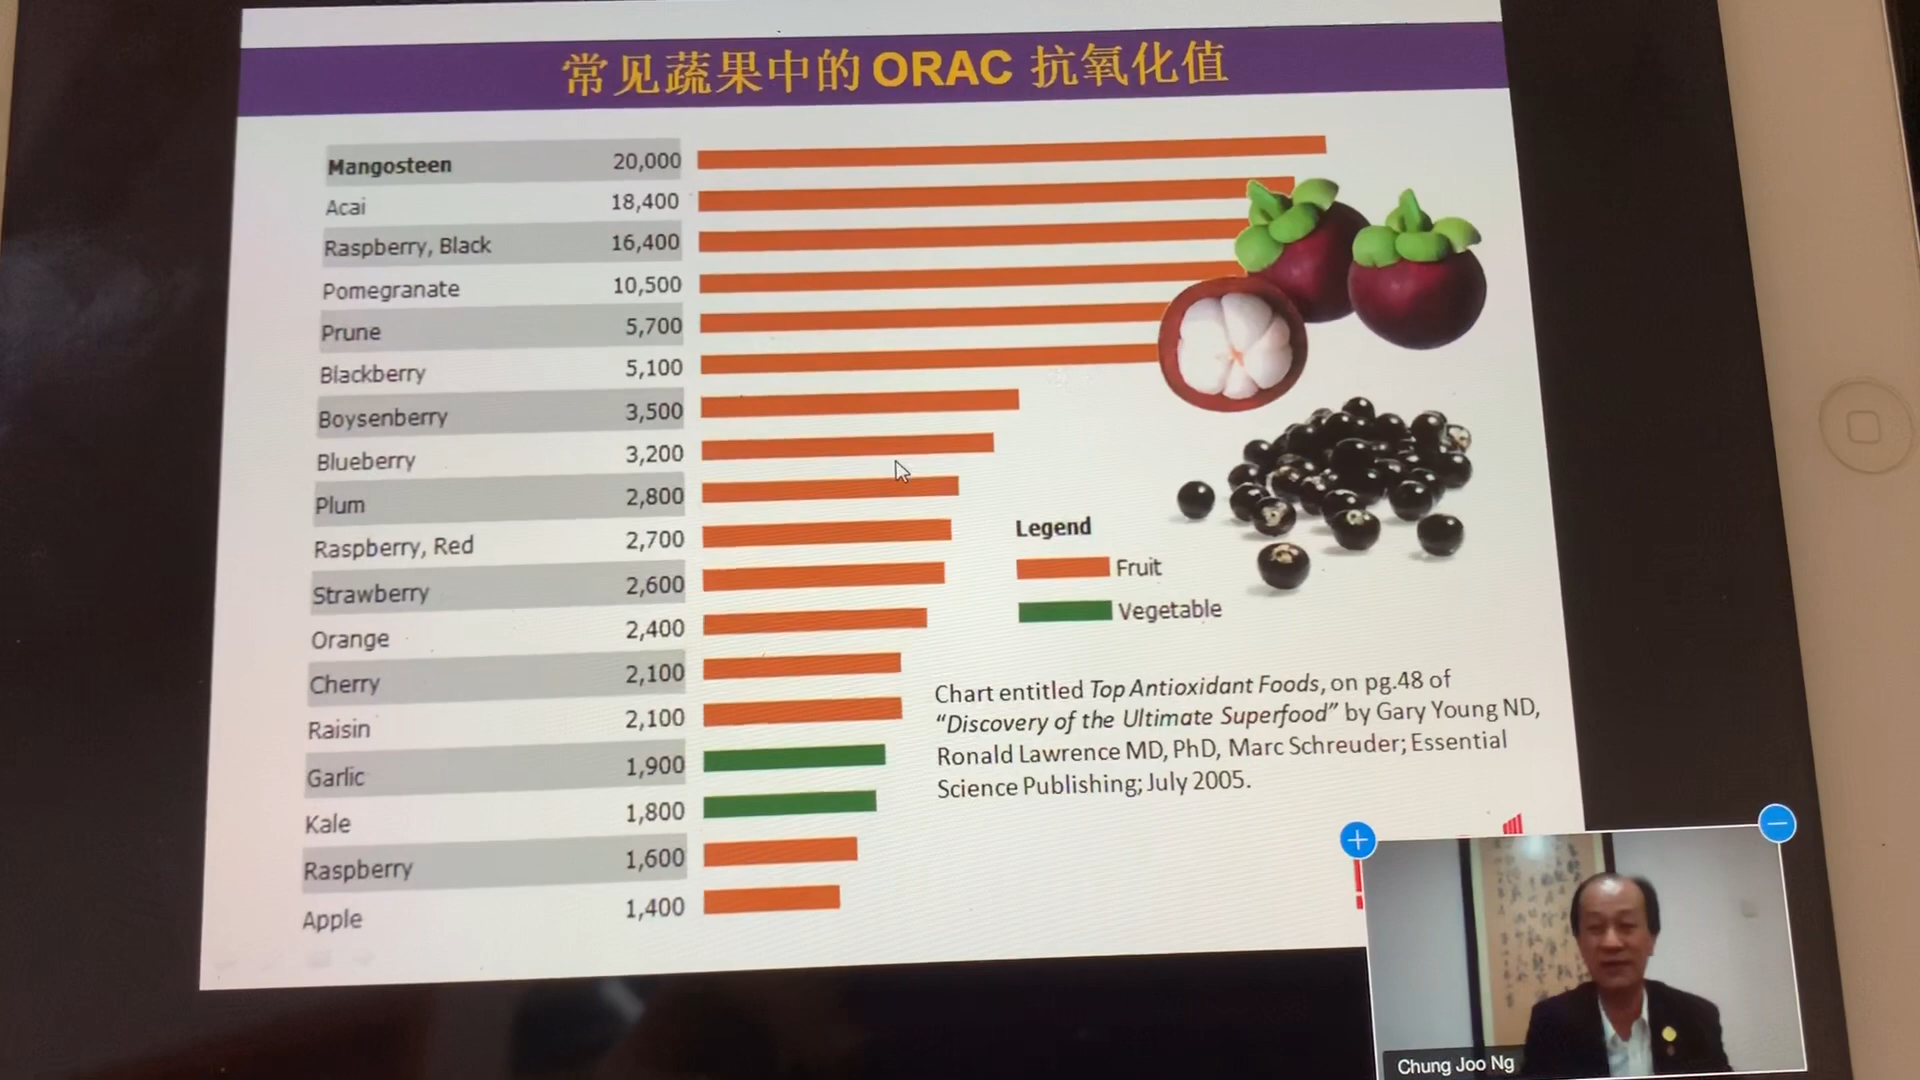 常见蔬果中的 ORAC 抗氧化值
Mangosteen 20,000
Acai 18,400
Raspberry, Black 16,400
Pomegranate 10,500
Prune 5,700
Blackberry 5,100
Boysenberry 3,500
Blueberry 3,200
Plum 2,800
Raspberry, Red 2,700
Strawberry 2,600
Orange 2,400
Cherry 2,100
Raisin 2,100
Garlic 1,900
Kale 1,800
Raspberry 1,600
Apple 1,400
Legend
Fruit
Vegetable
Chart entitled Top Antioxidant Foods, on pg.48 of
“Discovery of the Ultimate Superfood” by Gary Young ND,
Ronald Lawrence MD, PhD, Marc Schreuder; Essential
Science Publishing; July 2005.
Chung Joo Ng